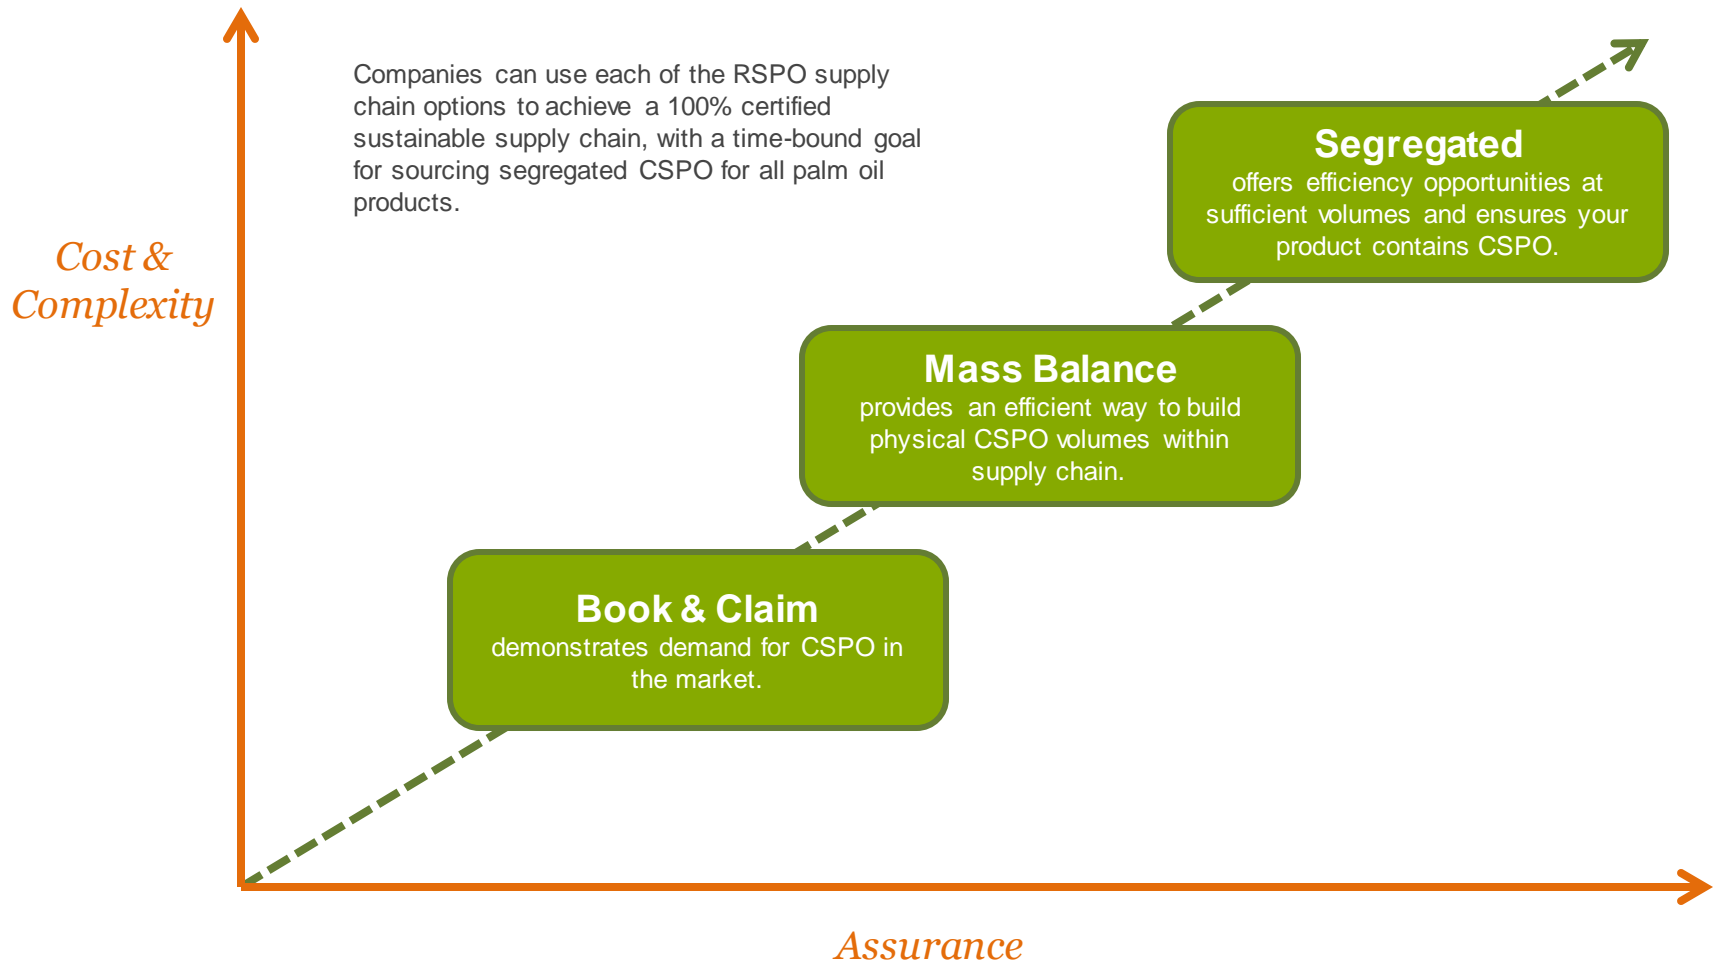 Companies can use each of the RSPO supply
chain options to achieve a 100% certified
sustainable supply chain, with a time-bound goal
for sourcing segregated CSPO for all palm oil
products.
Cost &
Complexity
Segregated
offers efficiency opportunities at
sufficient volumes and ensures your
product contains CSPO.
Mass Balance
provides an efficient way to build
physical CSPO volumes within
supply chain.
Book & Claim
demonstrates demand for CSPO in
the market.
Assurance